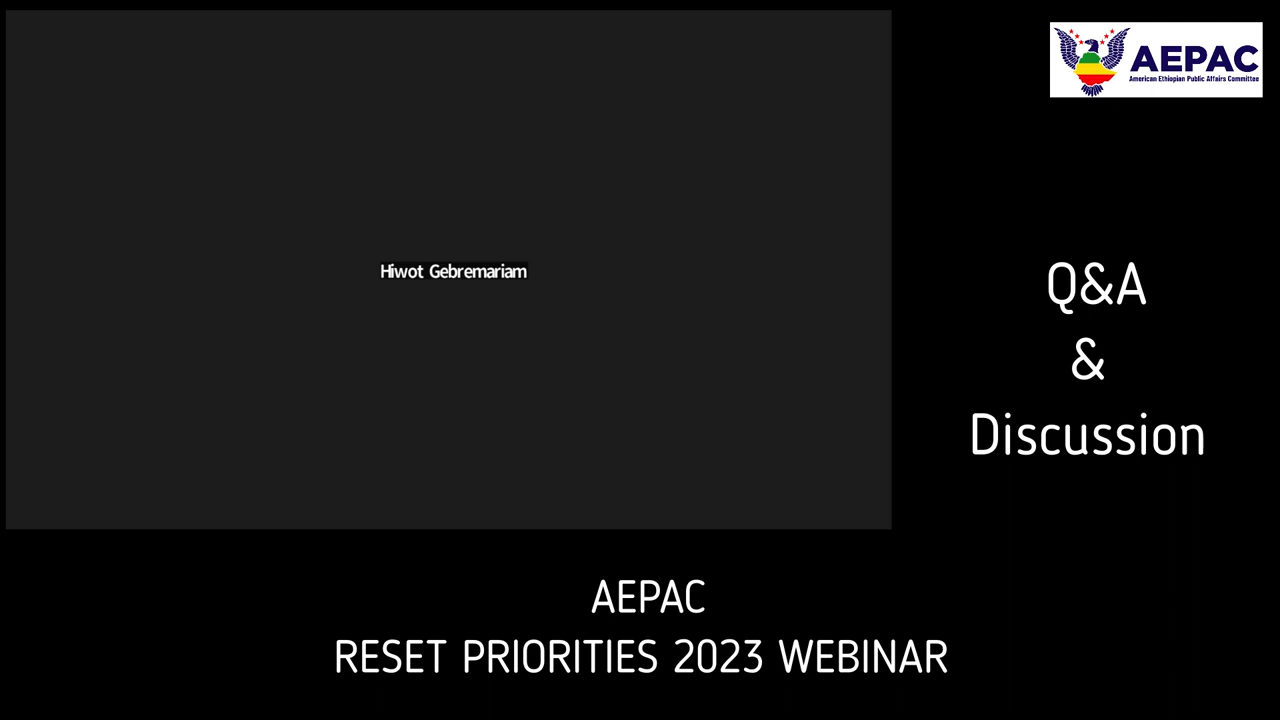 AEPAC
American Ethiopian Public Affairs Committee
Hiwot Gebremariam
Q&A
&
Discussion
AEPAC
RESET PRIORITIES 2023 WEBINAR